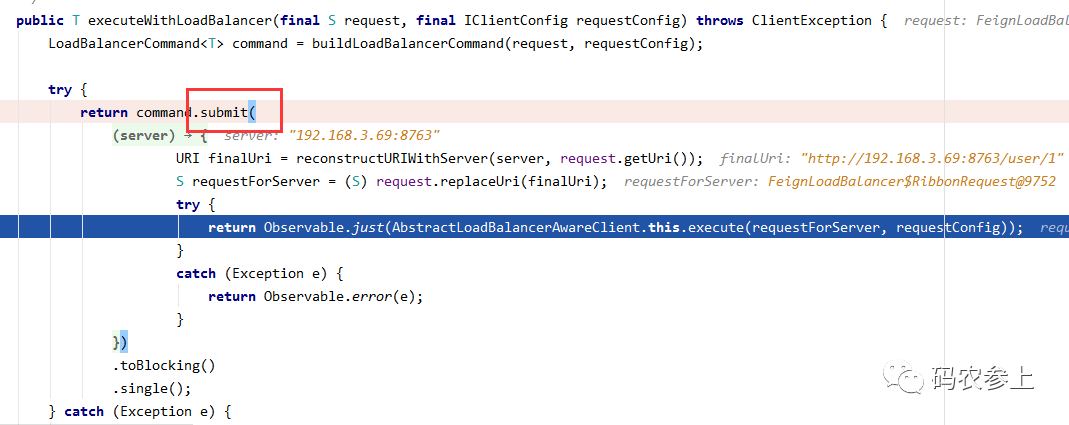 public T executeWithLoadBalancer(final S request, final IClientConfig requestConfig) throws ClientException {  request: FeignLoadBal
LoadBalancerCommand<T> command = buildLoadBalancerCommand(request, requestConfig);
try {
return command.submit(
(server) → {  server: "192.168.3.69:8763"
URI finalUri = reconstructURIWithServer(server, request.getUri());  finalUri: "http://192.168.3.69:8763/user/1"
S requestForServer = (S) request.replaceUri(finalUri);  requestForServer: FeignLoadBalancer$RibbonRequest@9752
try {
return Observable.just(AbstractLoadBalancerAwareClient.this.execute(requestForServer, requestConfig));  requ
}
catch (Exception e) {
return Observable.error(e);
}
})
.toBlocking()
.single();
} catch (Exception e) {
码农参上